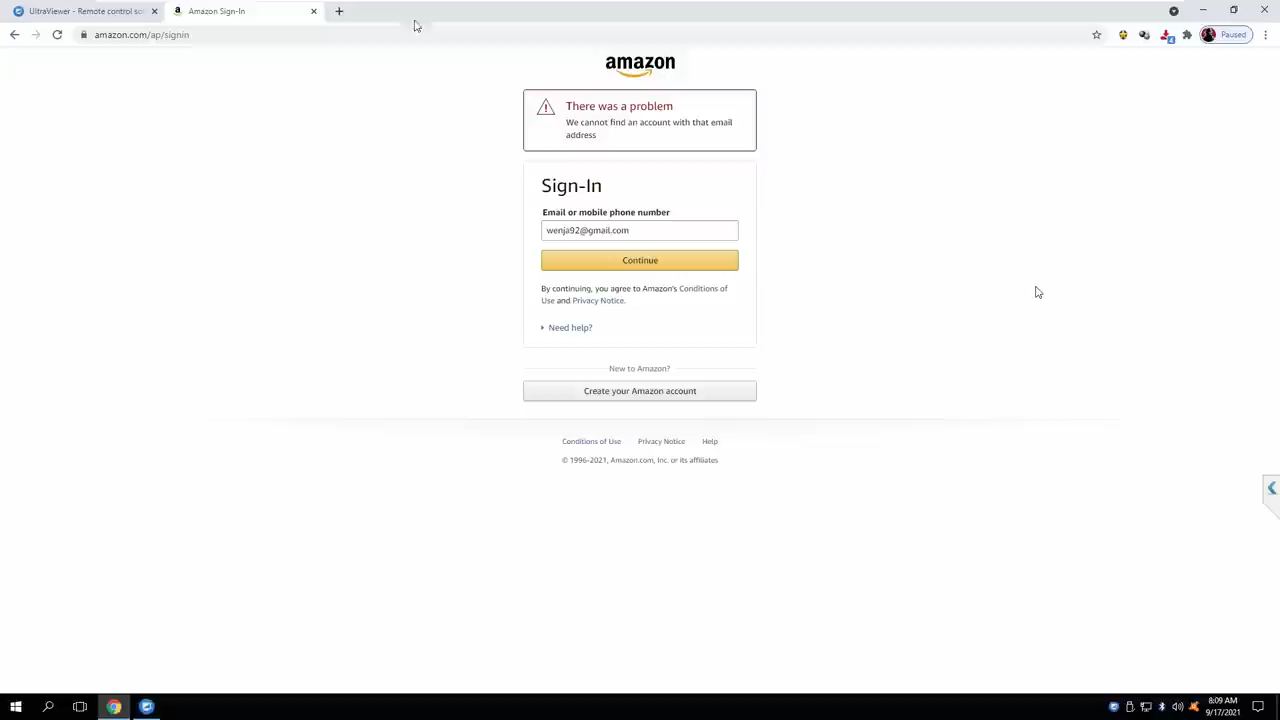 UltraViewer - Remote control so
Amazon Sign-In
amazon.com/ap/signin
Paused
4
amazon
There was a problem
We cannot find an account with that email
address
Sign-In
Email or mobile phone number
wenja92@gmail.com
Continue
By continuing, you agree to Amazon's Conditions of
Use and Privacy Notice.
Need help?
New to Amazon?
Create your Amazon account
Conditions of Use Privacy Notice Help
© 1996-2021, Amazon.com, Inc. or its affiliates
8:09 AM
9/17/2021